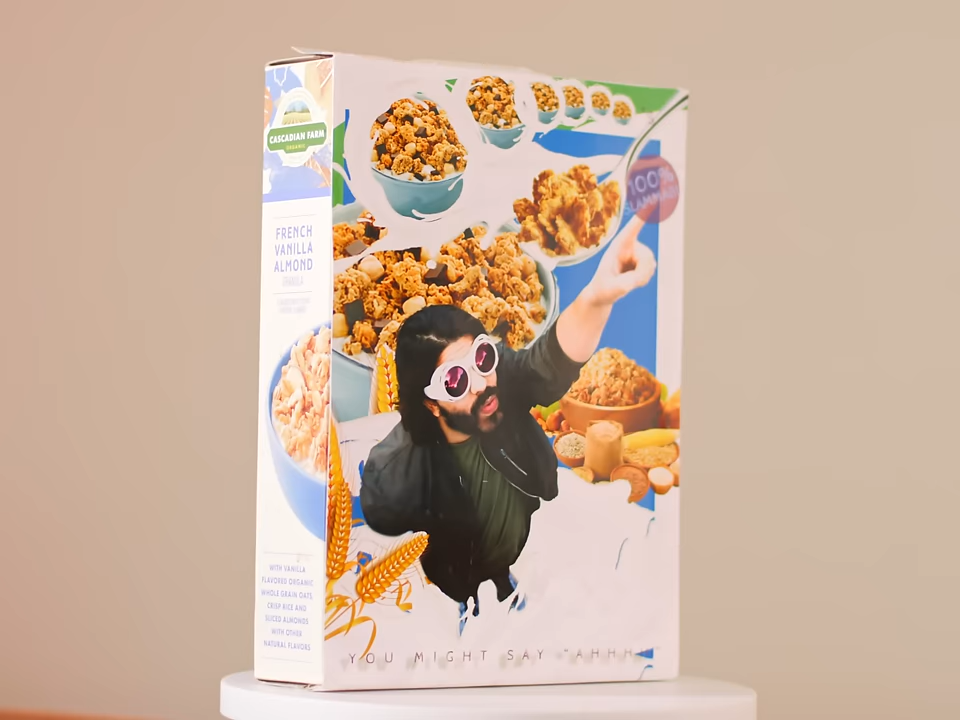 CASCADIAN FARM
ORGANIC
FRENCH
VANILLA
ALMOND
WITH VANILLA
FLAVORED ORGANIC
WHOLE GRAIN OATS,
CRISP RICE AND
SLICED ALMONDS
WITH OTHER
NATURAL FLAVORS
100%
YOU MIGHT SAY "AHHH